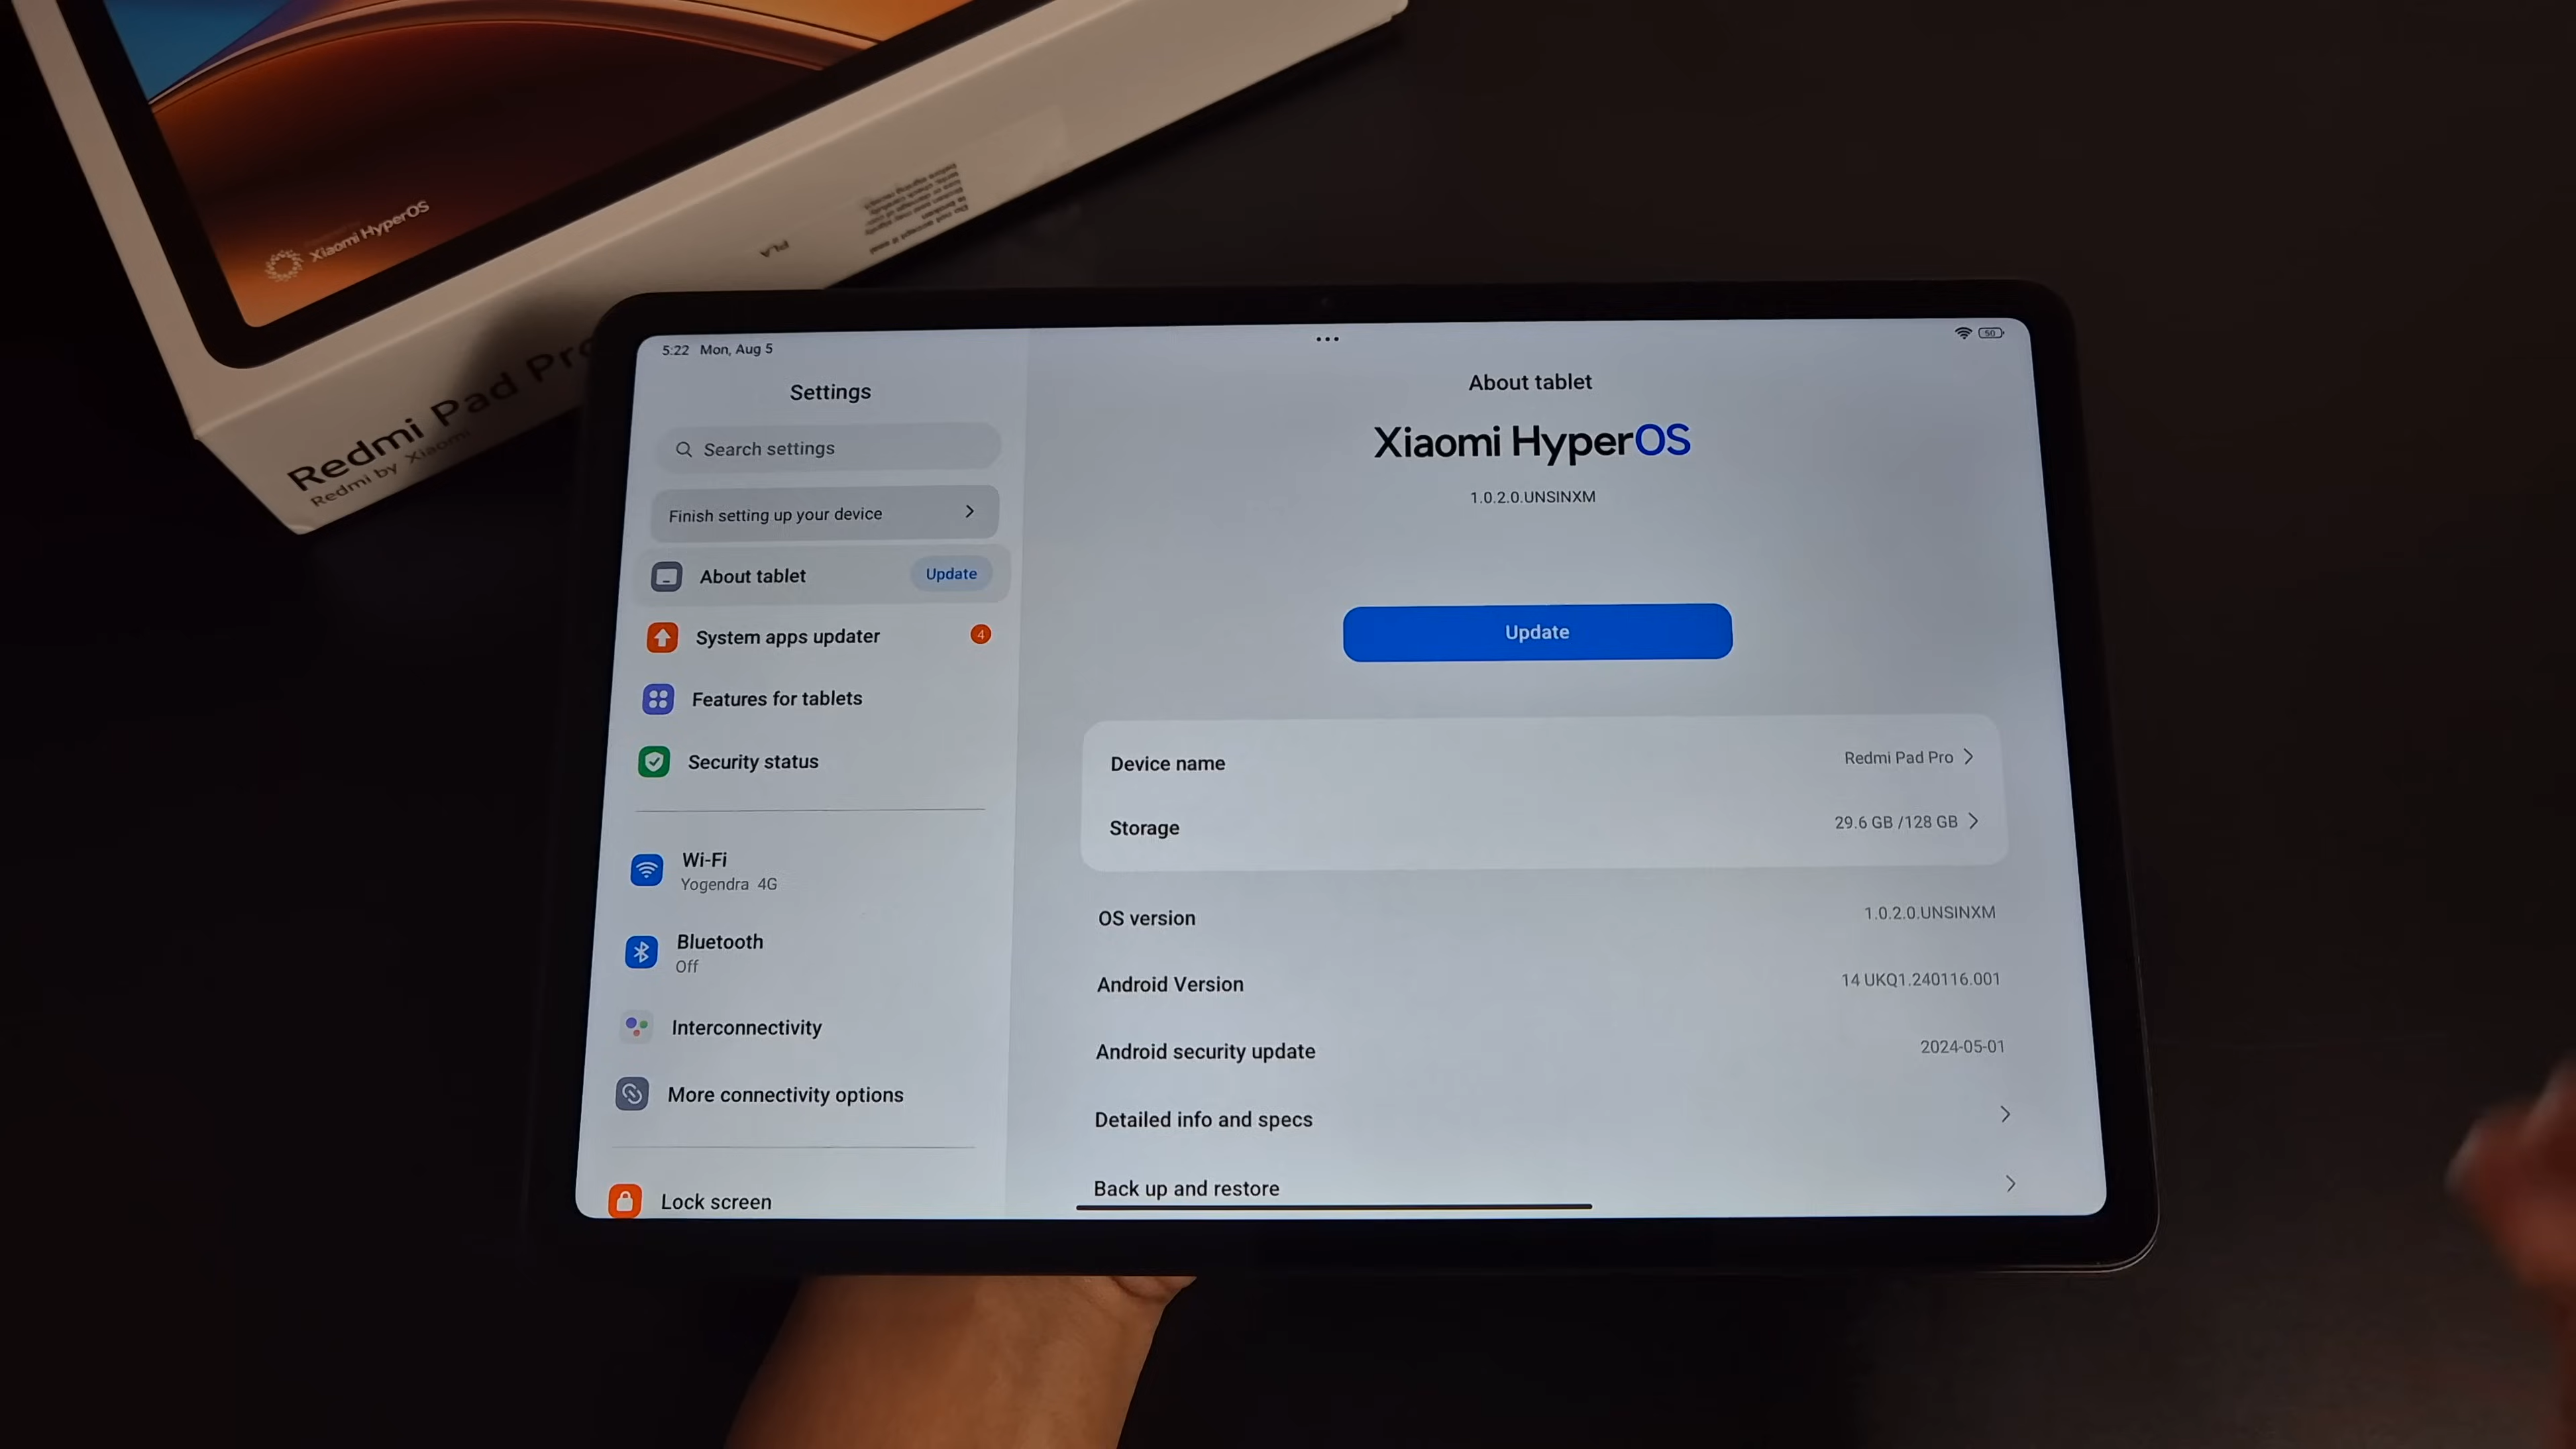 Xiaomi HyperOS
PLA
Redmi Pad Pro
Redmi by Xiaomi
5:22 Mon, Aug 5
50
Settings
Search settings
Finish setting up your device
About tablet
Update
System apps updater
4
Features for tablets
Security status
Wi-Fi
Yogendra 4G
Bluetooth
Off
Interconnectivity
More connectivity options
Lock screen
About tablet
Xiaomi HyperOS
1.0.2.0.UNSINXM
Update
Device name
Redmi Pad Pro
Storage
29.6 GB /128 GB
OS version
1.0.2.0.UNSINXM
Android Version
14 UKQ1.240116.001
Android security update
2024-05-01
Detailed info and specs
Back up and restore